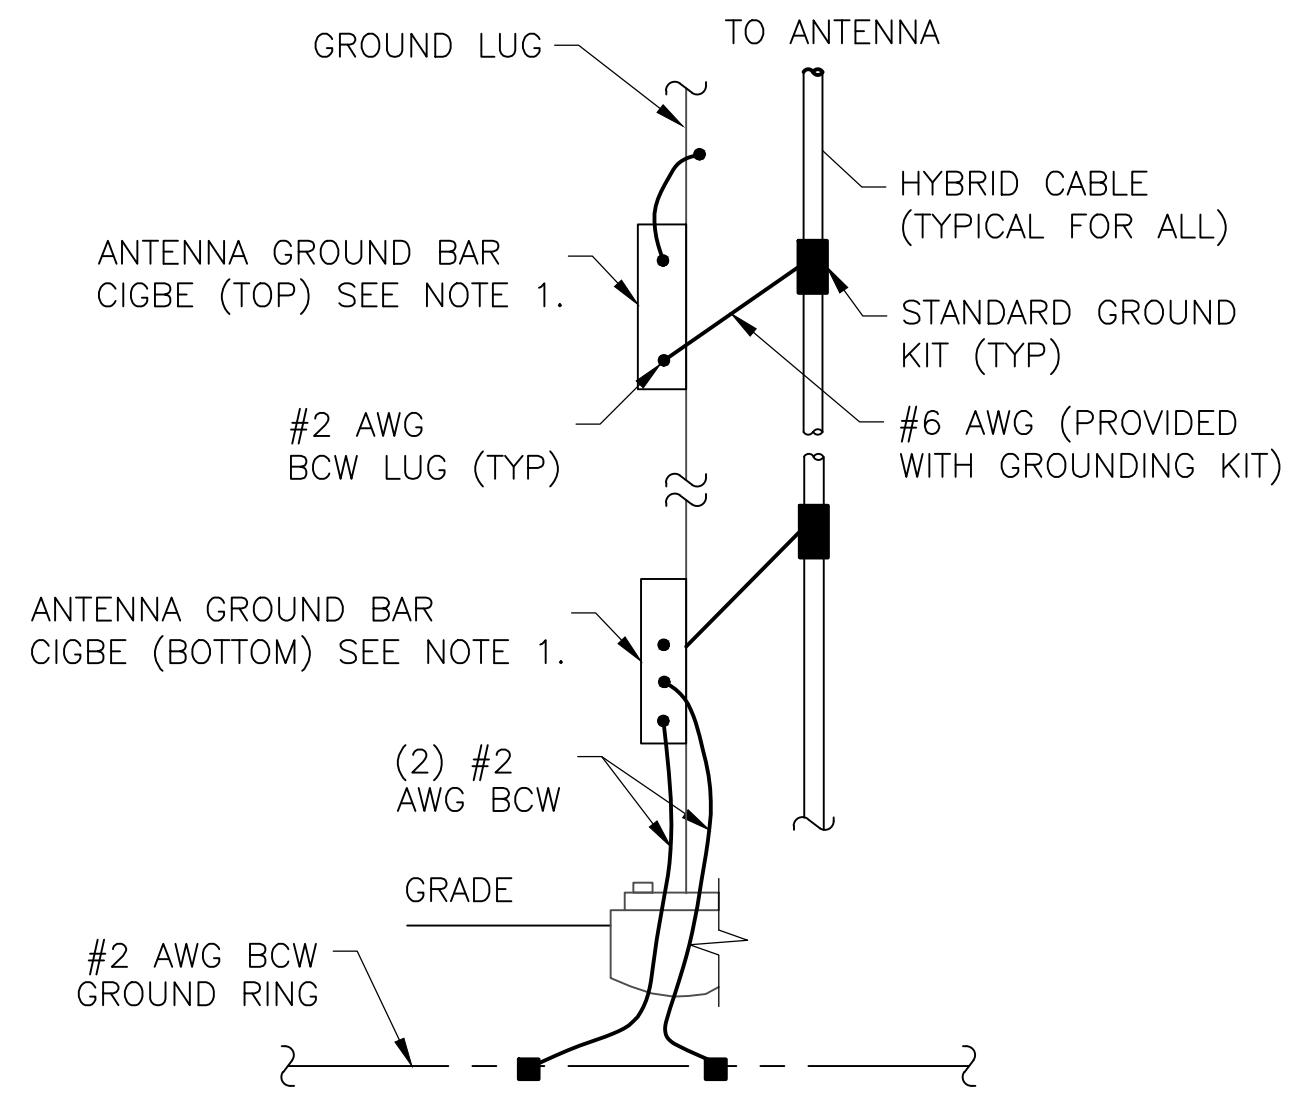 TO ANTENNA
GROUND LUG
HYBRID CABLE
(TYPICAL FOR ALL)
ANTENNA GROUND BAR
CIGBE (TOP) SEE NOTE 1.
STANDARD GROUND
KIT (TYP)
#2 AWG
BCW LUG (TYP)
#6 AWG (PROVIDED
WITH GROUNDING KIT)
ANTENNA GROUND BAR
CIGBE (BOTTOM) SEE NOTE 1.
(2) #2
AWG BCW
GRADE
#2 AWG BCW
GROUND RING